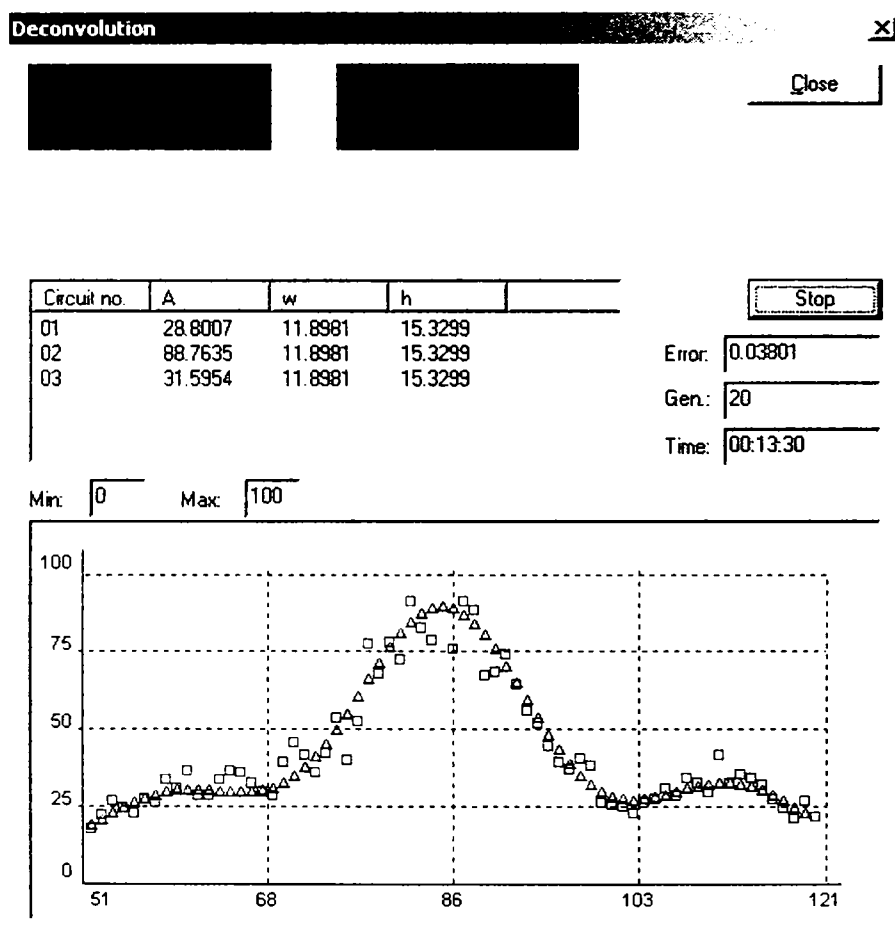 Deconvolution
Close
Circuit no. A w h
01 28.8007 11.8981 15.3299
02 88.7635 11.8981 15.3299
03 31.5954 11.8981 15.3299
Stop
Error: 0.03801
Gen.: 20
Time: 00:13:30
Min: 0 Max: 100
100
75
50
25
0
51 68 86 103 121